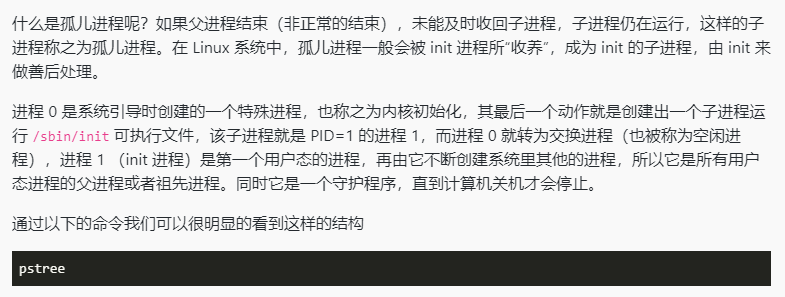 什么是孤儿进程呢？如果父进程结束（非正常的结束），未能及时收回子进程，子进程仍在运行，这样的子
进程称之为孤儿进程。在 Linux 系统中，孤儿进程一般会被 init 进程所“收养”，成为 init 的子进程，由 init 来
做善后处理。
进程 0 是系统引导时创建的一个特殊进程，也称之为内核初始化，其最后一个动作就是创建出一个子进程运
行 /sbin/init 可执行文件，该子进程就是 PID=1 的进程 1，而进程 0 就转为交换进程（也被称为空闲进
程），进程 1 （init 进程）是第一个用户态的进程，再由它不断创建系统里其他的进程，所以它是所有用户
态进程的父进程或者祖先进程。同时它是一个守护程序，直到计算机关机才会停止。
通过以下的命令我们可以很明显的看到这样的结构
pstree